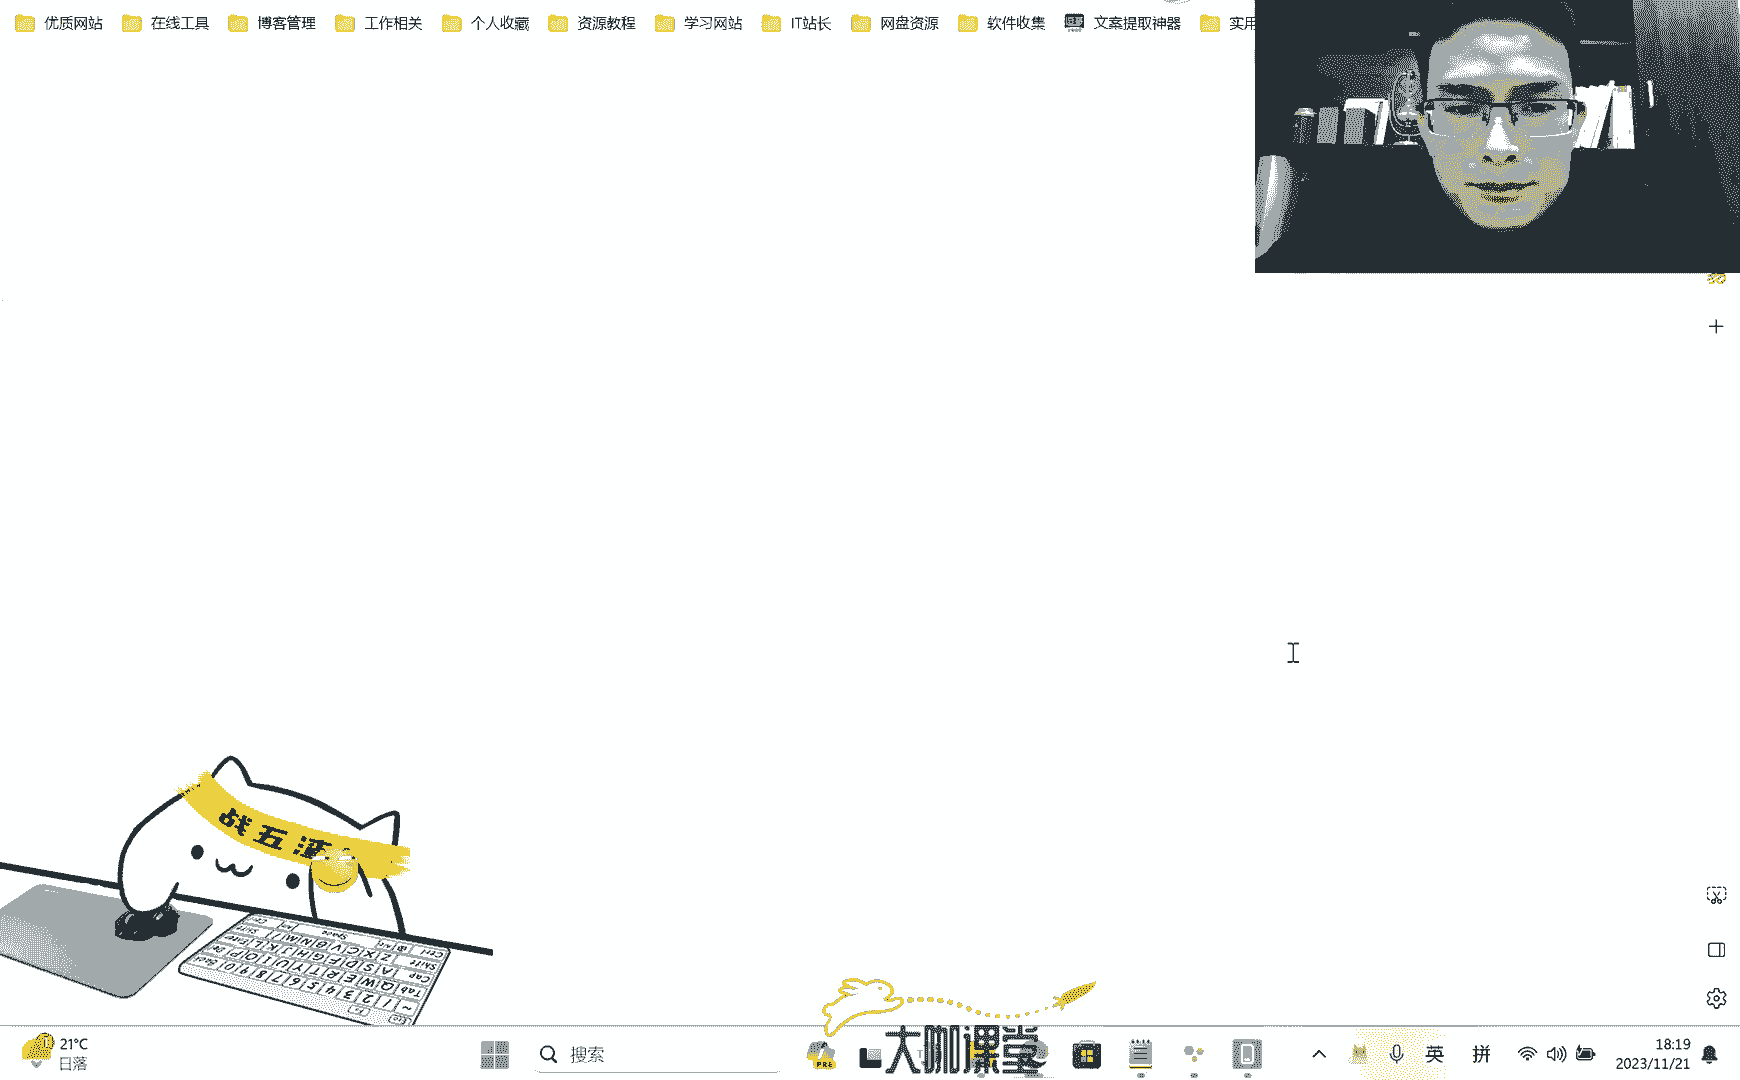 优质网站 在线工具 博客管理 工作相关 个人收藏 资源教程 学习网站 IT站长 网盘资源 软件收集 文案提取神器 实用
战五渣
21°C
日落
搜索
PRE
大咖课堂
英 拼
18:19
2023/11/21